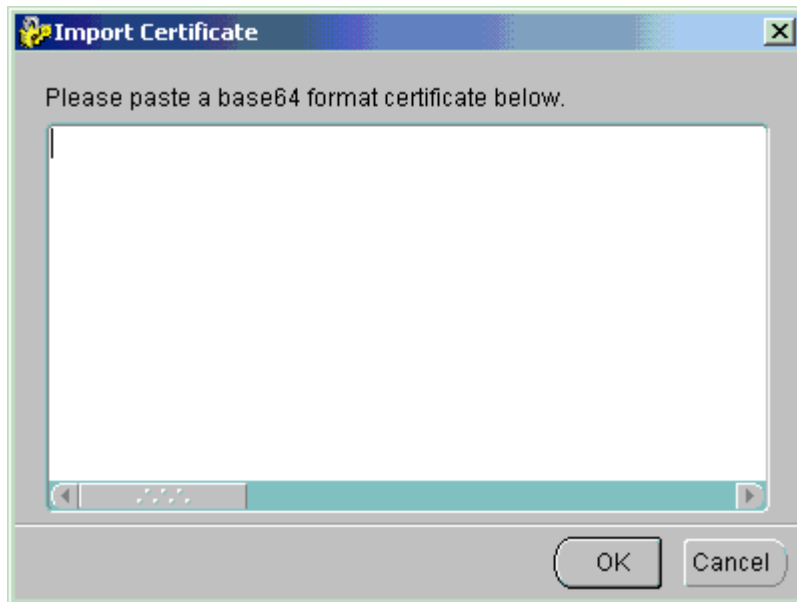 Import Certificate
Please paste a base64 format certificate below.
OK Cancel